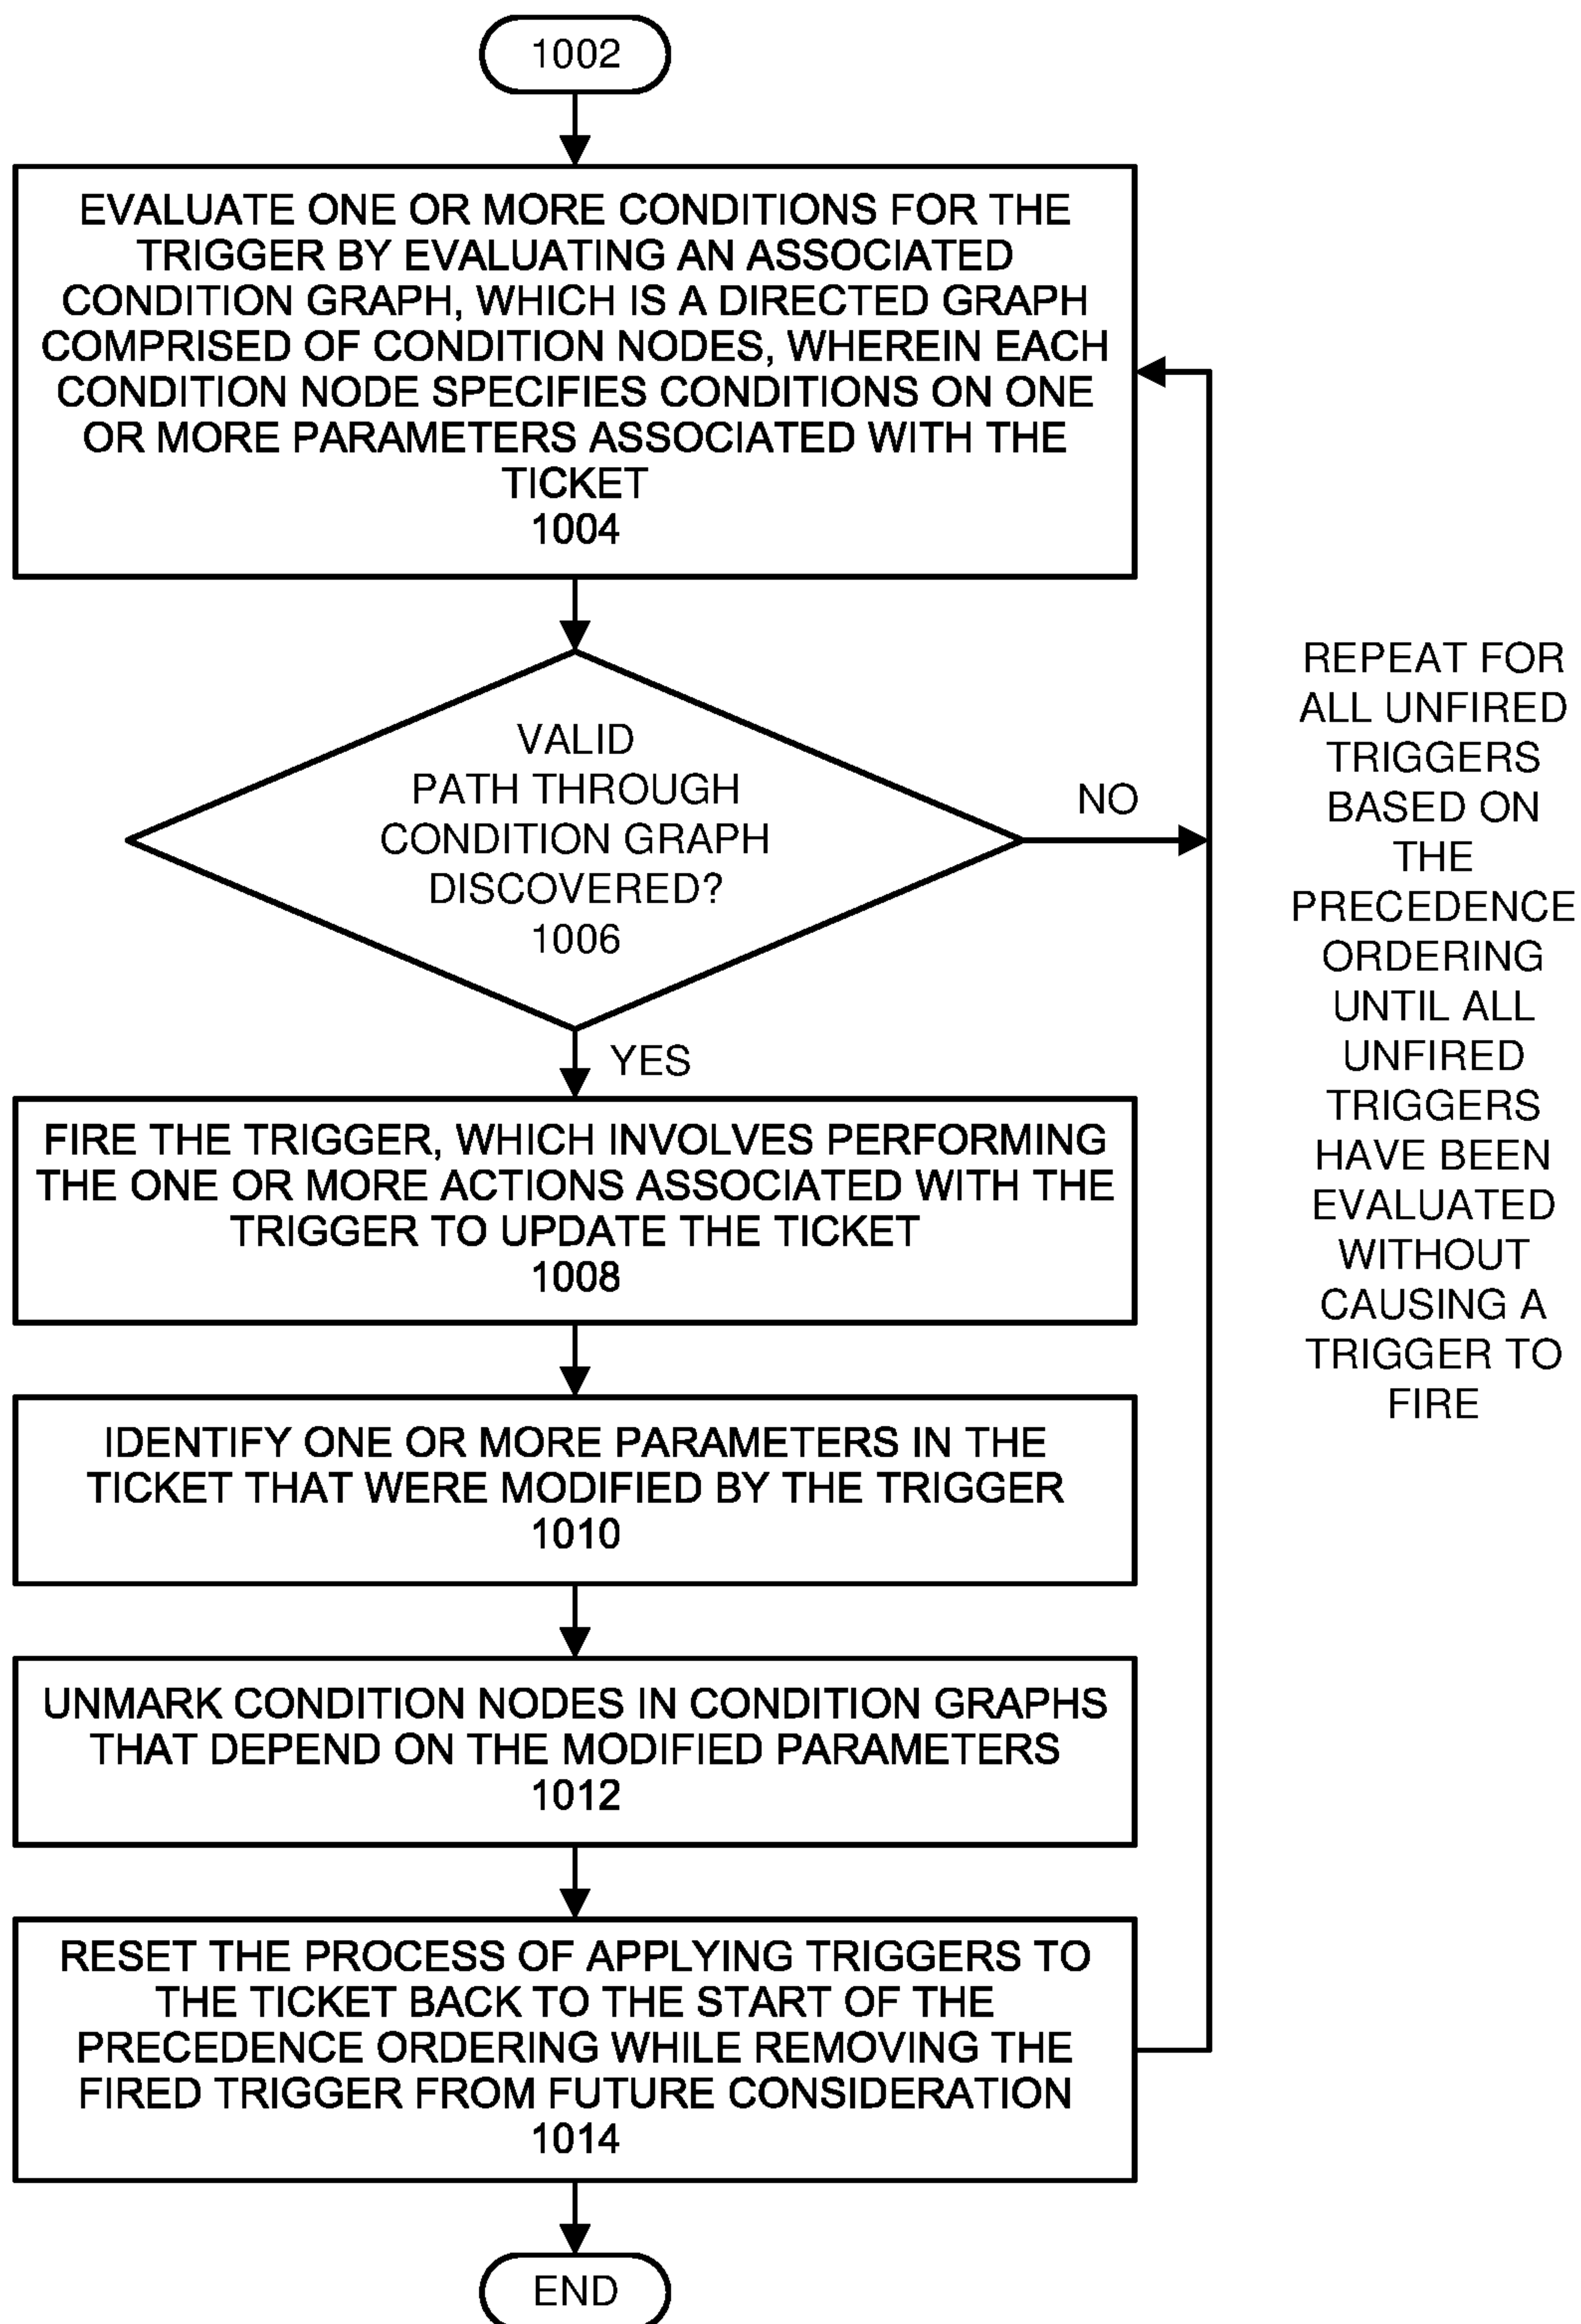 1002
EVALUATE ONE OR MORE CONDITIONS FOR THE
TRIGGER BY EVALUATING AN ASSOCIATED
CONDITION GRAPH, WHICH IS A DIRECTED GRAPH
COMPRISED OF CONDITION NODES, WHEREIN EACH
CONDITION NODE SPECIFIES CONDITIONS ON ONE
OR MORE PARAMETERS ASSOCIATED WITH THE
TICKET
1004
VALID
PATH THROUGH
CONDITION GRAPH
DISCOVERED?
1006
NO
YES
FIRE THE TRIGGER, WHICH INVOLVES PERFORMING
THE ONE OR MORE ACTIONS ASSOCIATED WITH THE
TRIGGER TO UPDATE THE TICKET
1008
IDENTIFY ONE OR MORE PARAMETERS IN THE
TICKET THAT WERE MODIFIED BY THE TRIGGER
1010
UNMARK CONDITION NODES IN CONDITION GRAPHS
THAT DEPEND ON THE MODIFIED PARAMETERS
1012
RESET THE PROCESS OF APPLYING TRIGGERS TO
THE TICKET BACK TO THE START OF THE
PRECEDENCE ORDERING WHILE REMOVING THE
FIRED TRIGGER FROM FUTURE CONSIDERATION
1014
END
REPEAT FOR
ALL UNFIRED
TRIGGERS
BASED ON
THE
PRECEDENCE
ORDERING
UNTIL ALL
UNFIRED
TRIGGERS
HAVE BEEN
EVALUATED
WITHOUT
CAUSING A
TRIGGER TO
FIRE